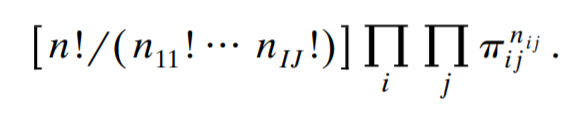 [n!/(n₁₁! ⋯ n_IJ!)] ∏_i ∏_j π_ij^{n_ij} .